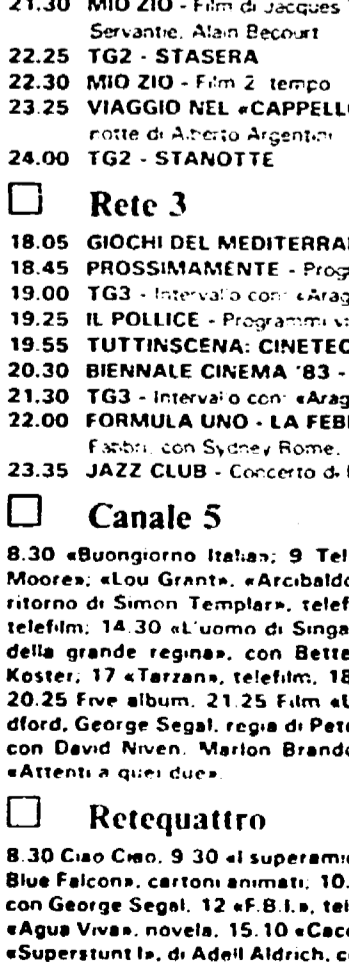 21.30 MIO ZIO - Film di Jacques
Servantie, Alain Becourt
22.25 TG2 - STASERA
22.30 MIO ZIO - Film 2. tempo
23.25 VIAGGIO NEL «CAPPELL
notte di Alberto Argentini
24.00 TG2 - STANOTTE
☐ Rete 3
18.05 GIOCHI DEL MEDITERRA
18.45 PROSSIMAMENTE - Prog
19.00 TG3 - Intervallo con: «Arag
19.25 IL POLLICE - Programmi vi
19.55 TUTTINSCENA: CINETEC
20.30 BIENNALE CINEMA '83 -
21.30 TG3 - Intervallo con: «Arag
22.00 FORMULA UNO - LA FEB
Fabbri, con Sydney Rome,
23.35 JAZZ CLUB - Concerto di
☐ Canale 5
8.30 «Buongiorno Italia»; 9 Tel
Moore»; «Lou Grant», «Arcibaldo
ritorno di Simon Templar», telef
telefilm; 14.30 «L'uomo di Singa
della grande regina», con Bette
Koster; 17 «Tarzan», telefilm, 18
20.25 Five album. 21.25 Film «L
dford, George Segal, regia di Pete
con David Niven, Marlon Brando
«Attenti a quei due».
☐ Retequattro
8.30 Ciao Ciao. 9.30 «I superamic
Blue Falcon», cartoni animati; 10.
con George Segal. 12 «F.B.I.», tel
«Agua Viva», novela. 15.10 «Cacc
«Superstunt I», di Adell Aldrich, c